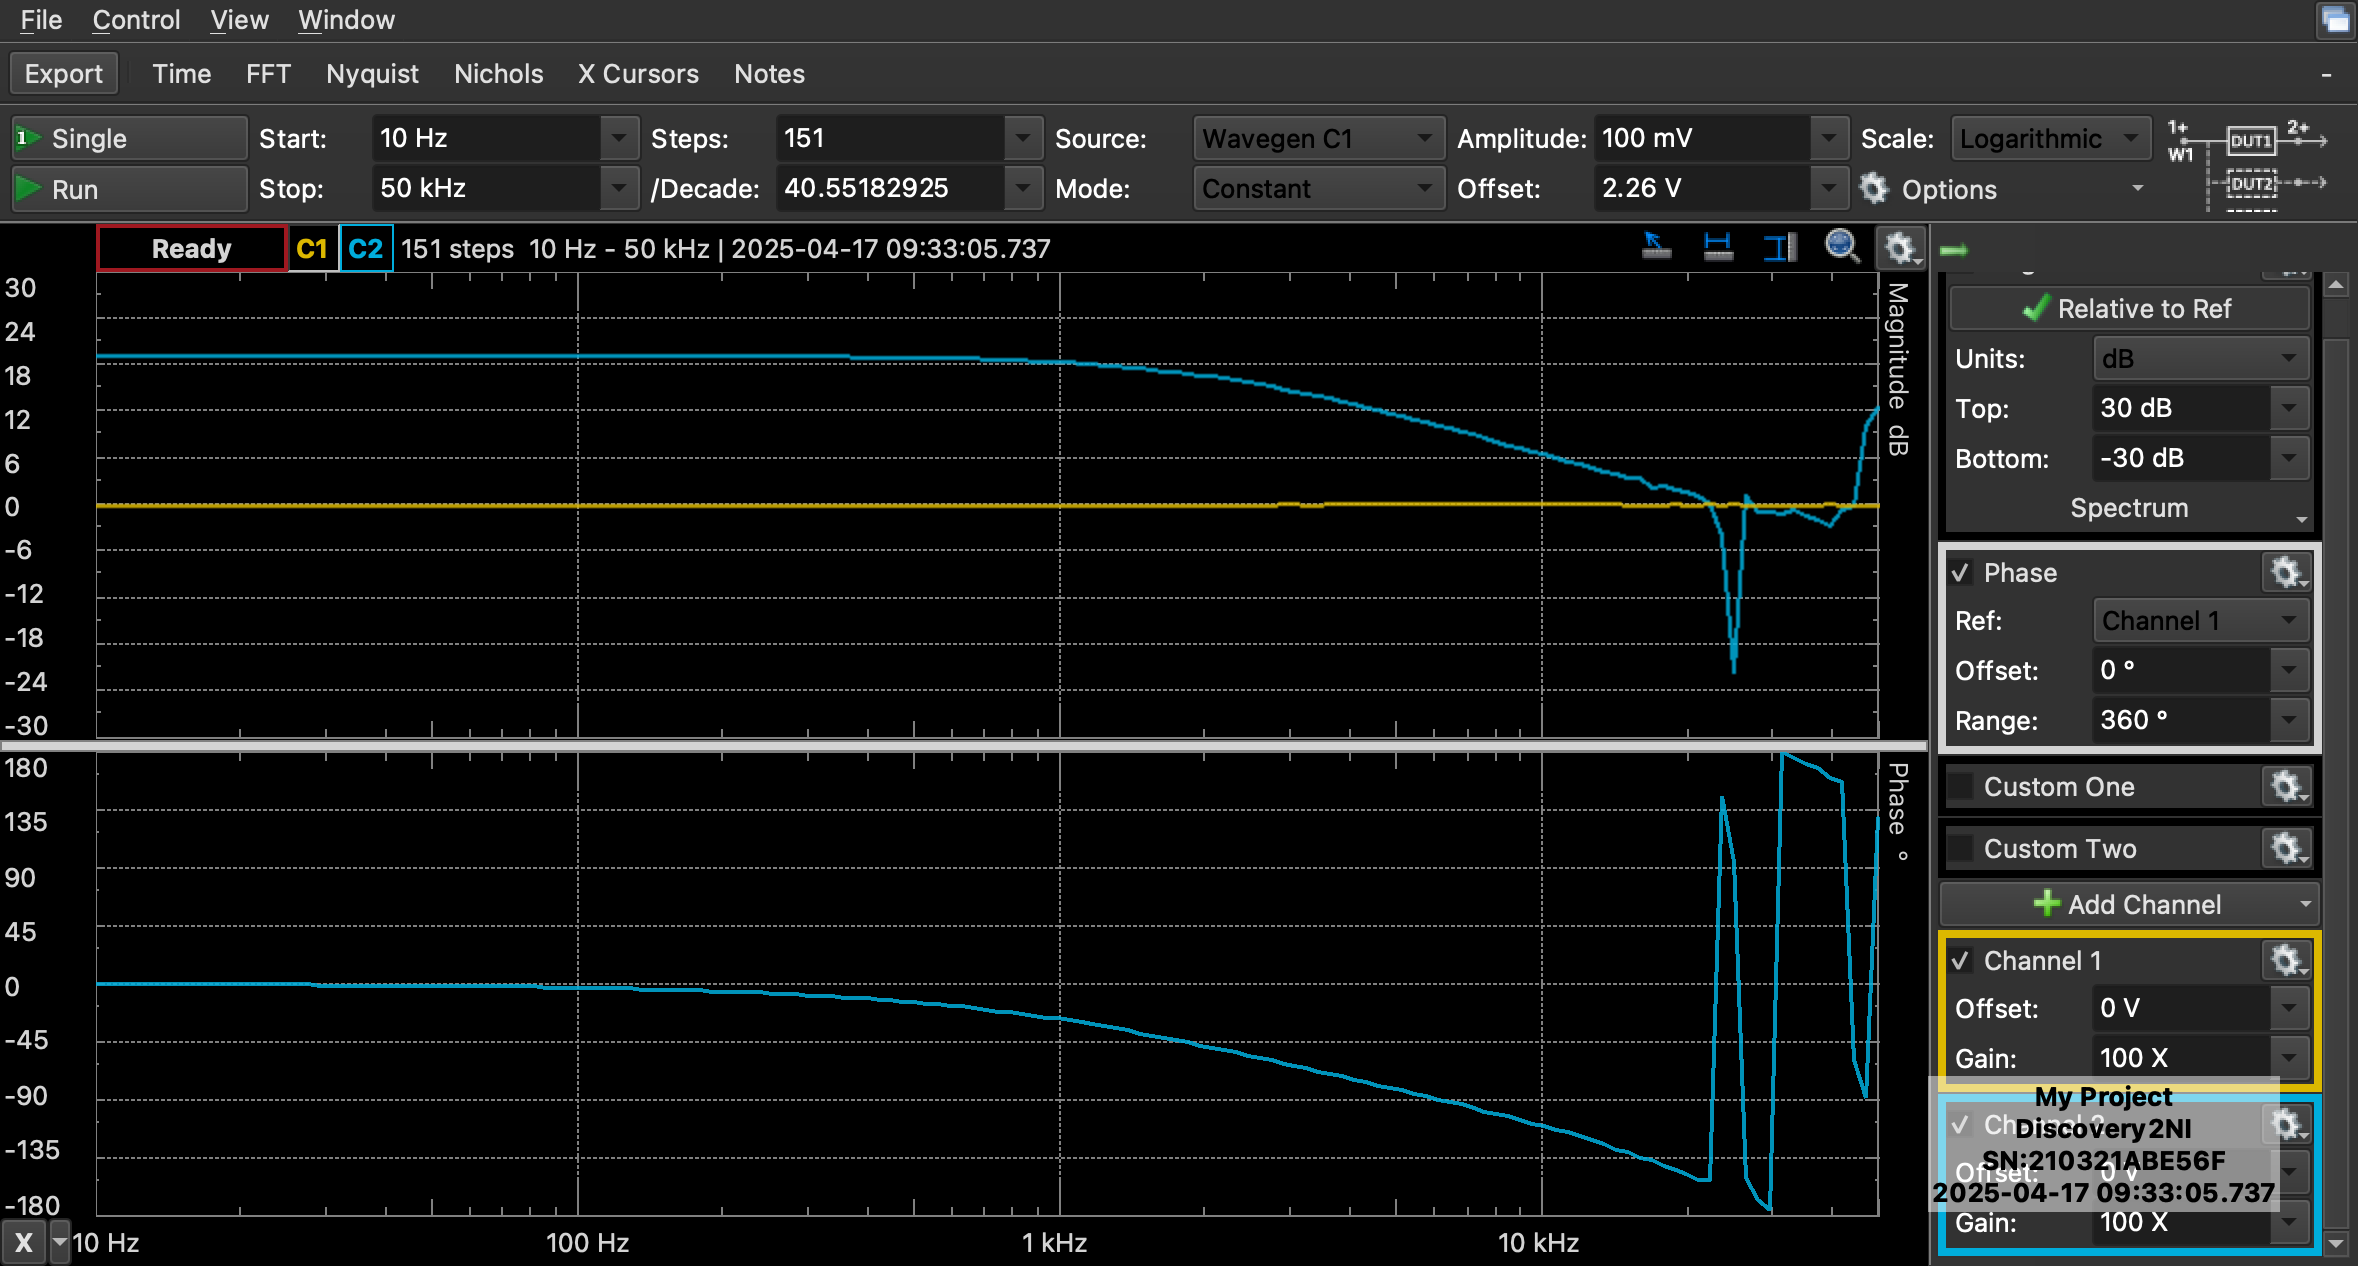 File Control View Window
Export Time FFT Nyquist Nichols X Cursors Notes
Single Start: 10 Hz Steps: 151 Source: Wavegen C1 Amplitude: 100 mV Scale: Logarithmic
Run Stop: 50 kHz /Decade: 40.55182925 Mode: Constant Offset: 2.26 V Options
1+ W1 DUT1 2+
DUT2
Ready C1 C2 151 steps 10 Hz - 50 kHz | 2025-04-17 09:33:05.737
30
24
18
12
6
0
-6
-12
-18
-24
-30
Magnitude dB
180
135
90
45
0
-45
-90
-135
-180
Phase °
X 10 Hz 100 Hz 1 kHz 10 kHz
Relative to Ref
Units: dB
Top: 30 dB
Bottom: -30 dB
Spectrum
Phase
Ref: Channel 1
Offset: 0 °
Range: 360 °
Custom One
Custom Two
Add Channel
Channel 1
Offset: 0 V
Gain: 100 X
My Project
Discovery2NI
SN:210321ABE56F
2025-04-17 09:33:05.737
Offset: 0 V
Gain: 100 X